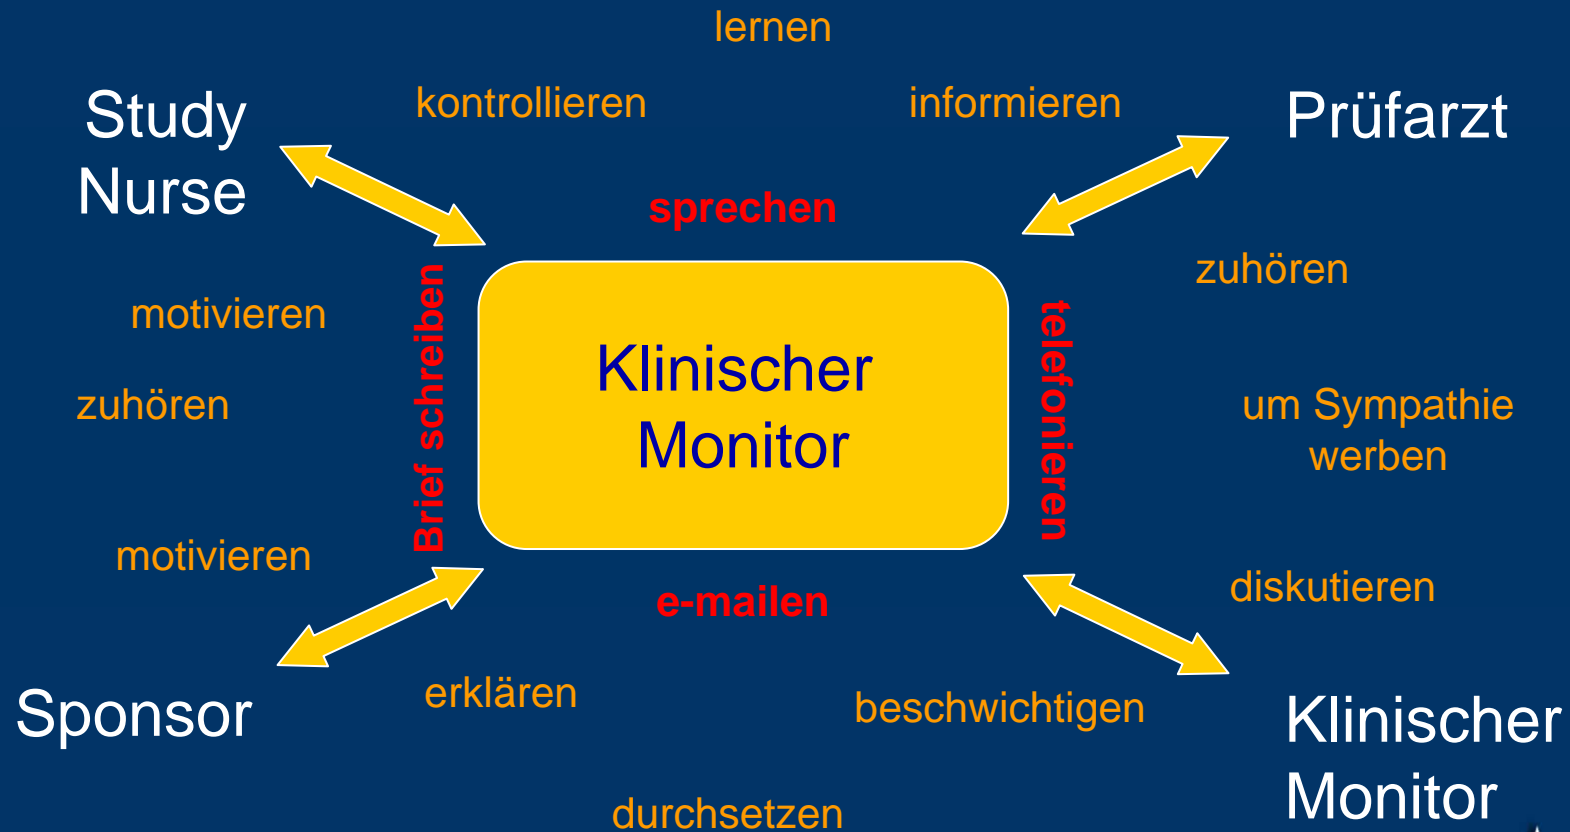 lernen
kontrollieren
informieren
Study
Nurse
Prüfarzt
sprechen
zuhören
motivieren
Brief schreiben
telefonieren
Klinischer
Monitor
zuhören
um Sympathie
werben
motivieren
diskutieren
e-mailen
erklären
beschwichtigen
Sponsor
Klinischer
Monitor
durchsetzen